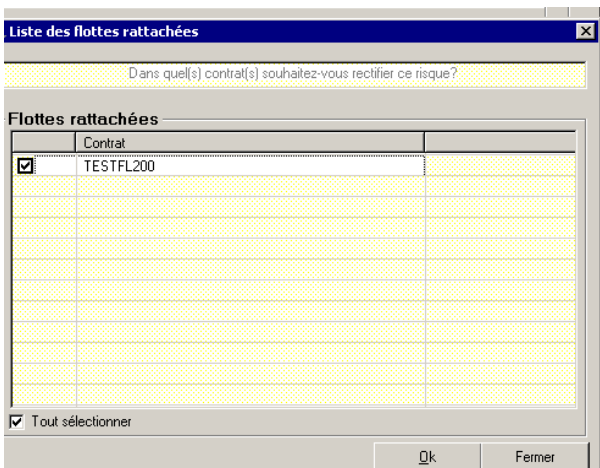 Liste des flottes rattachées
Dans quel(s) contrat(s) souhaitez-vous rectifier ce risque?
Flottes rattachées
Contrat
TESTFL200
Tout sélectionner
Ok Fermer